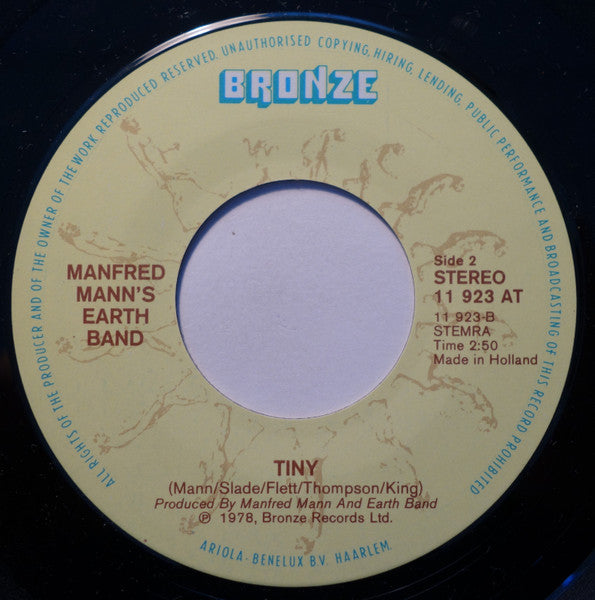 ALL RIGHTS OF THE PRODUCER AND OF THE OWNER OF THE WORK REPRODUCED RESERVED. UNAUTHORISED COPYING, HIRING, LENDING, PUBLIC PERFORMANCE AND BROADCASTING OF THIS RECORD PROHIBITED
BRONZE
MANFRED
MANN'S
EARTH
BAND
Side 2
STEREO
11 923 AT
11 923-B
STEMRA
Time 2:50
Made in Holland
TINY
(Mann/Slade/Flett/Thompson/King)
Produced By Manfred Mann And Earth Band
℗ 1978, Bronze Records Ltd.
ARIOLA-BENELUX B.V. HAARLEM.